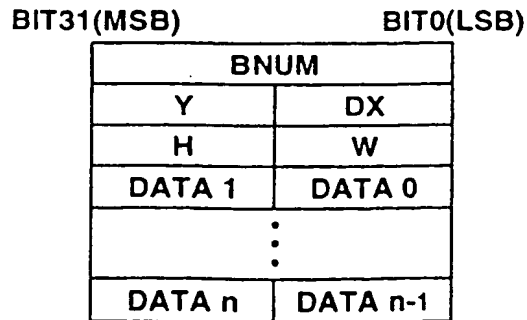 BIT31(MSB) BIT0(LSB)
BNUM
Y DX
H W
DATA 1 DATA 0
DATA n DATA n-1